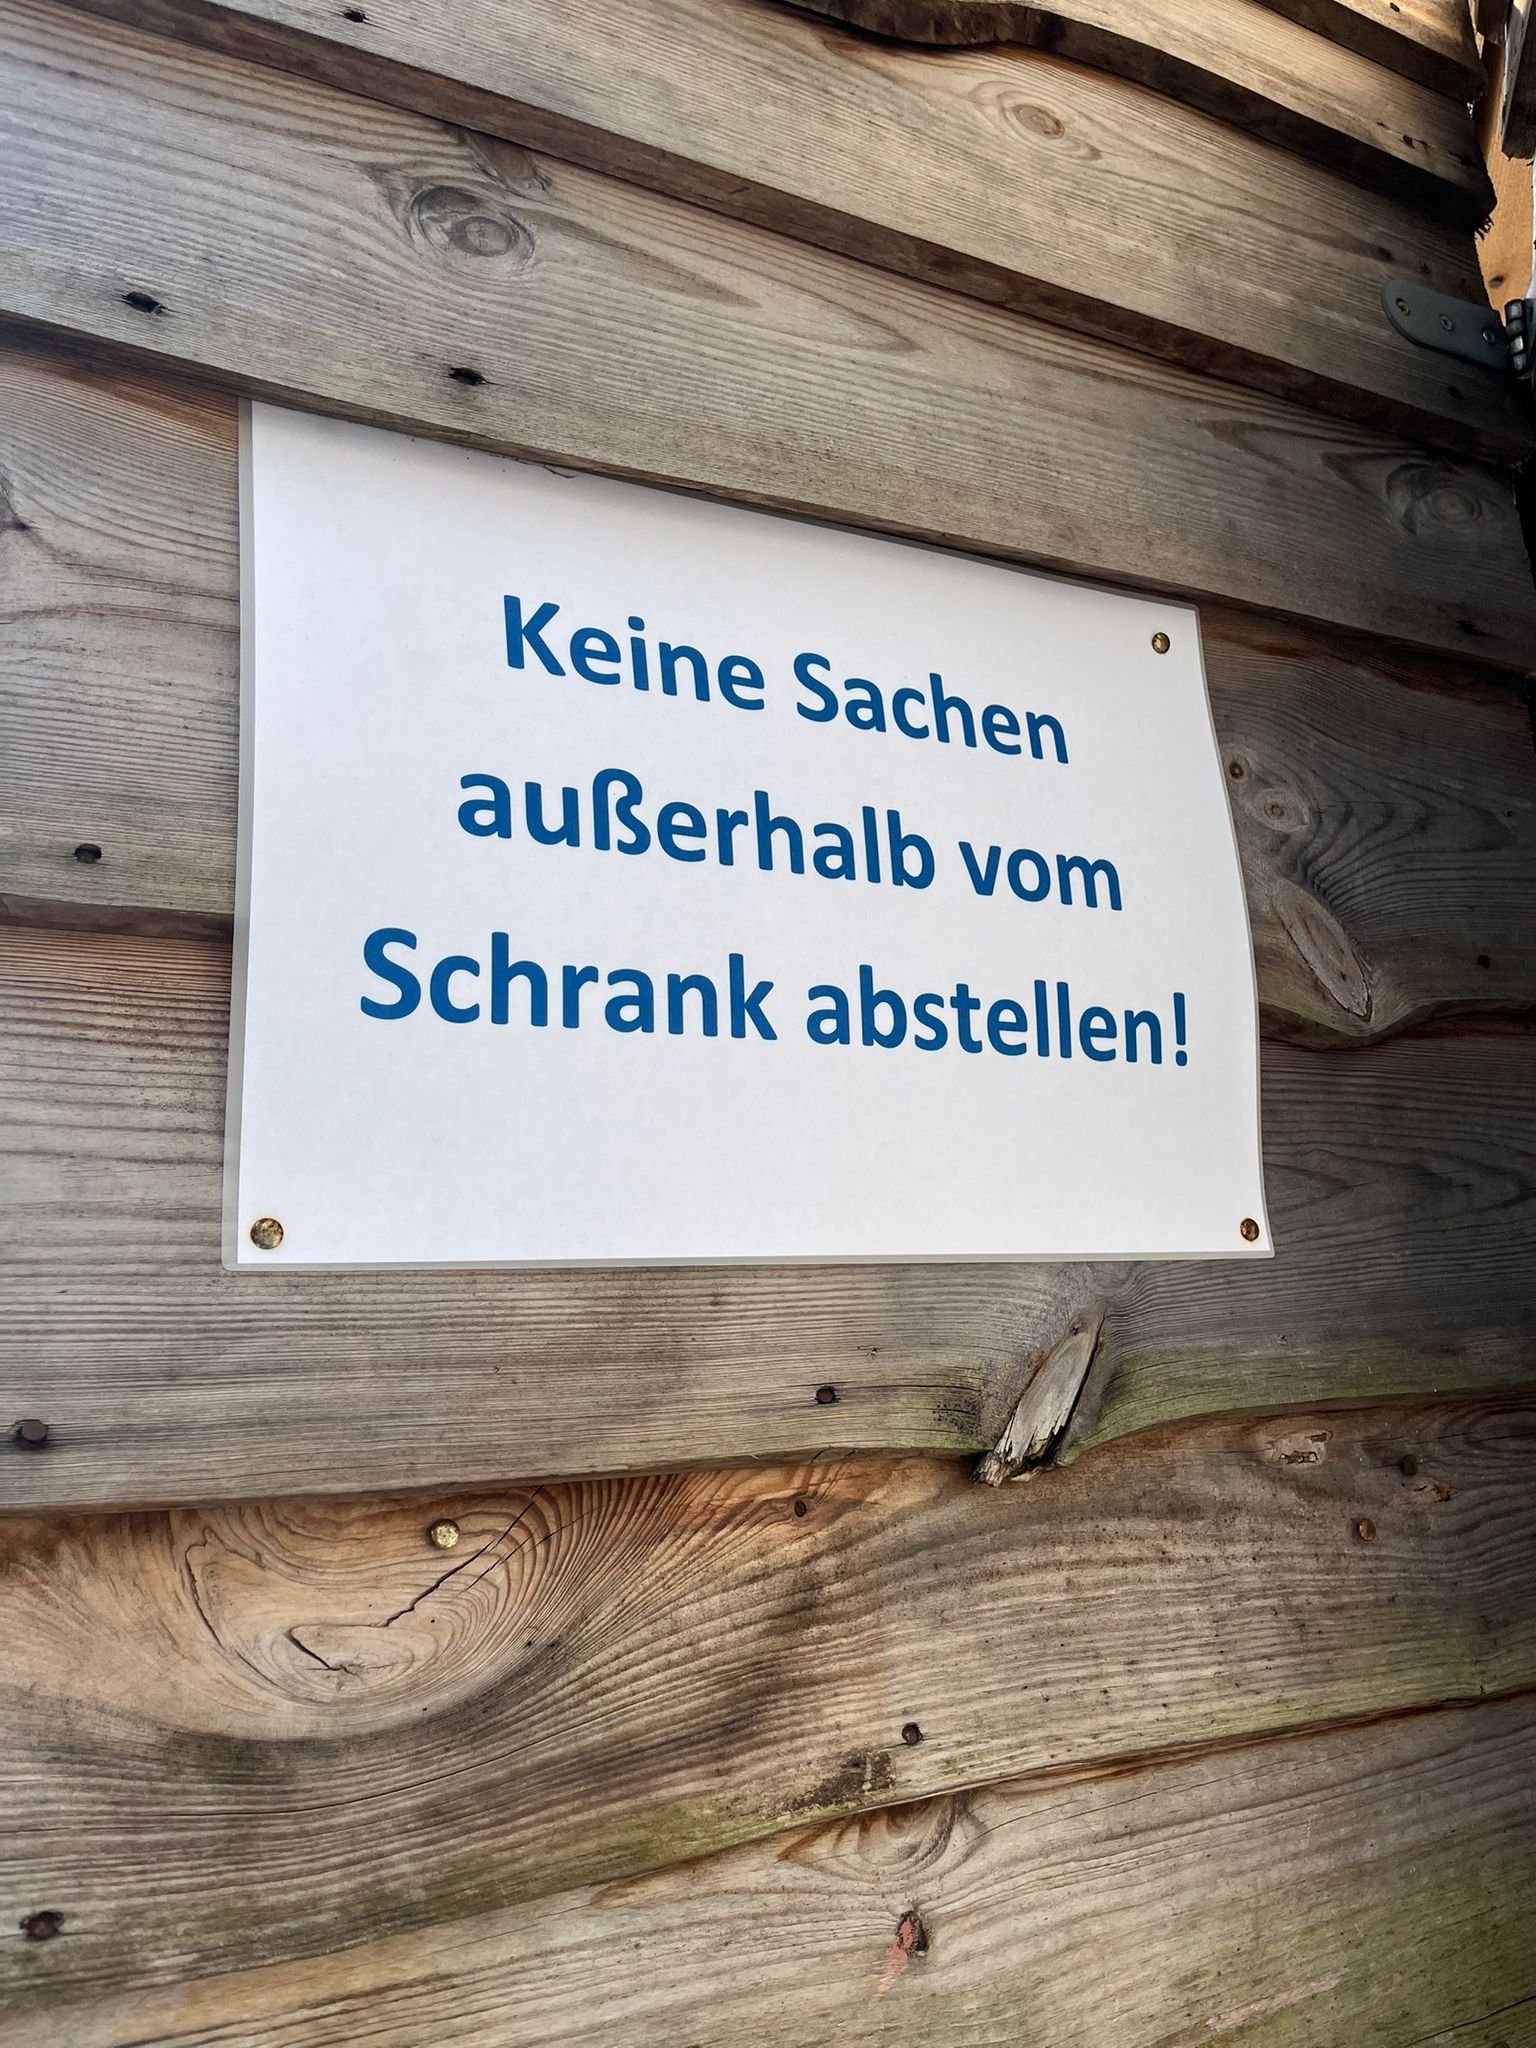 Keine Sachen
außerhalb vom
Schrank abstellen!